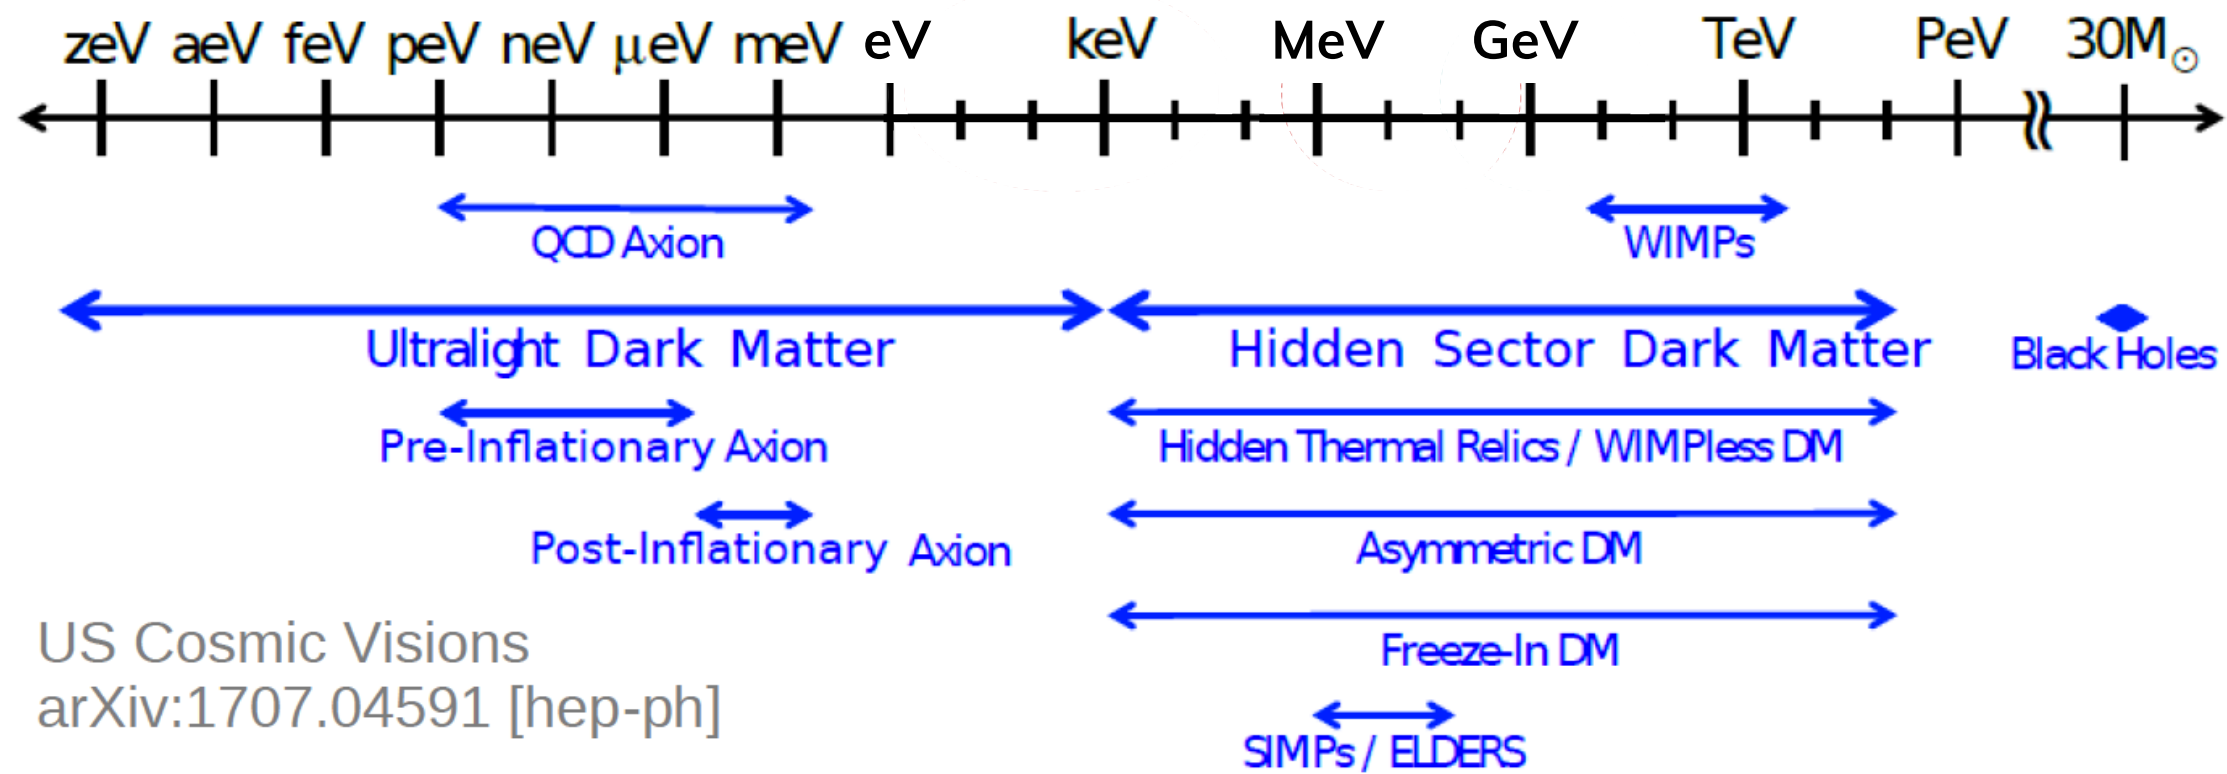 zeV aeV feV peV neV μeV meV eV keV MeV GeV TeV PeV 30M☉
QCD Axion WIMPs
Ultralight Dark Matter Hidden Sector Dark Matter Black Holes
Pre-Inflationary Axion Hidden Thermal Relics / WIMPless DM
Post-Inflationary Axion Asymmetric DM
US Cosmic Visions Freeze-In DM
arXiv:1707.04591 [hep-ph]
SIMPs / ELDERS